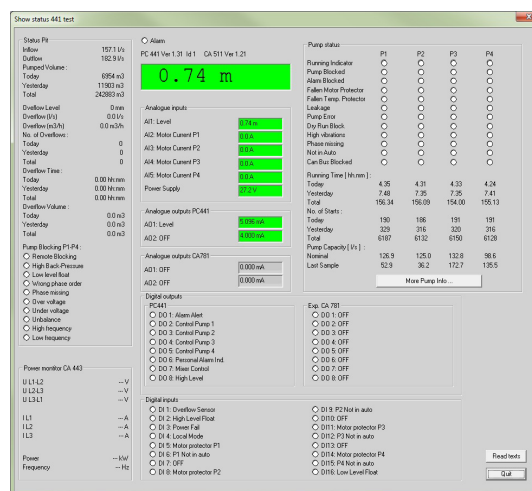 Show status 441 test
Status Pit
Inflow 157.1 l/s
Outflow 182.9 l/s
Pumped Volume :
Today 6954 m3
Yesterday 11903 m3
Total 242883 m3
Overflow Level 0 mm
Overflow (l/s) 0.0 l/s
Overflow (m3/h) 0.0 m3/h
No. of Overflows :
Today 0
Yesterday 0
Total 0
Overflow Time :
Today 0.00 hh:mm
Yesterday 0.00 hh:mm
Total 0.00 hh:mm
Overflow Volume :
Today 0.0 m3
Yesterday 0.0 m3
Total 0.0 m3
Pump Blocking P1-P4 :
Remote Blocking
High Back-Pressure
Low level float
Wrong phase order
Phase missing
Over voltage
Under voltage
Unbalance
High frequency
Low frequency
Power monitor CA 443
U L1-L2 --- V
U L2-L3 --- V
U L3-L1 --- V
I L1 --- A
I L2 --- A
I L3 --- A
Power --- kW
Frequency --- Hz
Alarm
PC 441 Ver 1.31 Id 1 CA 511 Ver 1.21
0.74 m
Analogue inputs
AI1: Level 0.74 m
AI2: Motor Current P1 0.0 A
AI3: Motor Current P2 0.0 A
AI4: Motor Current P3 0.0 A
AI5: Motor Current P4 0.0 A
Power Supply 27.2 V
Analogue outputs PC441
AO1: Level 5.096 mA
AO2: OFF 4.000 mA
Analogue outputs CA781
AO1: OFF 0.000 mA
AO2: OFF 0.000 mA
Pump status
P1 P2 P3 P4
Running Indicator
Pump Blocked
Alarm Blocked
Fallen Motor Protector
Fallen Temp. Protector
Leakage
Pump Error
Dry Run Block.
High vibrations
Phase missing
Not in Auto
Can Bus Blocked
Running Time [ hh.mm ] :
Today 4.35 4.31 4.33 4.24
Yesterday 7.48 7.35 7.35 7.41
Total 156.34 156.09 154.00 155.13
No. of Starts :
Today 190 186 191 191
Yesterday 329 316 320 316
Total 6187 6132 6150 6128
Pump Capacity [ l/s ] :
Nominal 126.9 125.0 132.8 98.6
Last Sample 52.9 36.2 172.7 135.5
More Pump Info ...
Digital outputs
PC441
DO 1: Alarm Alert
DO 2: Control Pump 1
DO 3: Control Pump 2
DO 4: Control Pump 3
DO 5: Control Pump 4
DO 6: Personal Alarm Ind.
DO 7: Mixer Control
DO 8: High Level
Exp. CA 781
DO 1: OFF
DO 2: OFF
DO 3: OFF
DO 4: OFF
DO 5: OFF
DO 6: OFF
DO 7: OFF
DO 8: OFF
Digital inputs
DI 1: Overflow Sensor
DI 2: High Level Float
DI 3: Power Fail
DI 4: Local Mode
DI 5: Motor protector P1
DI 6: P1 Not in auto
DI 7: OFF
DI 8: Motor protector P2
DI 9: P2 Not in auto
DI10: OFF
DI11: Motor protector P3
DI12: P3 Not in auto
DI13: OFF
DI14: Motor protector P4
DI15: P4 Not in auto
DI16: Low Level Float
Read texts
Quit